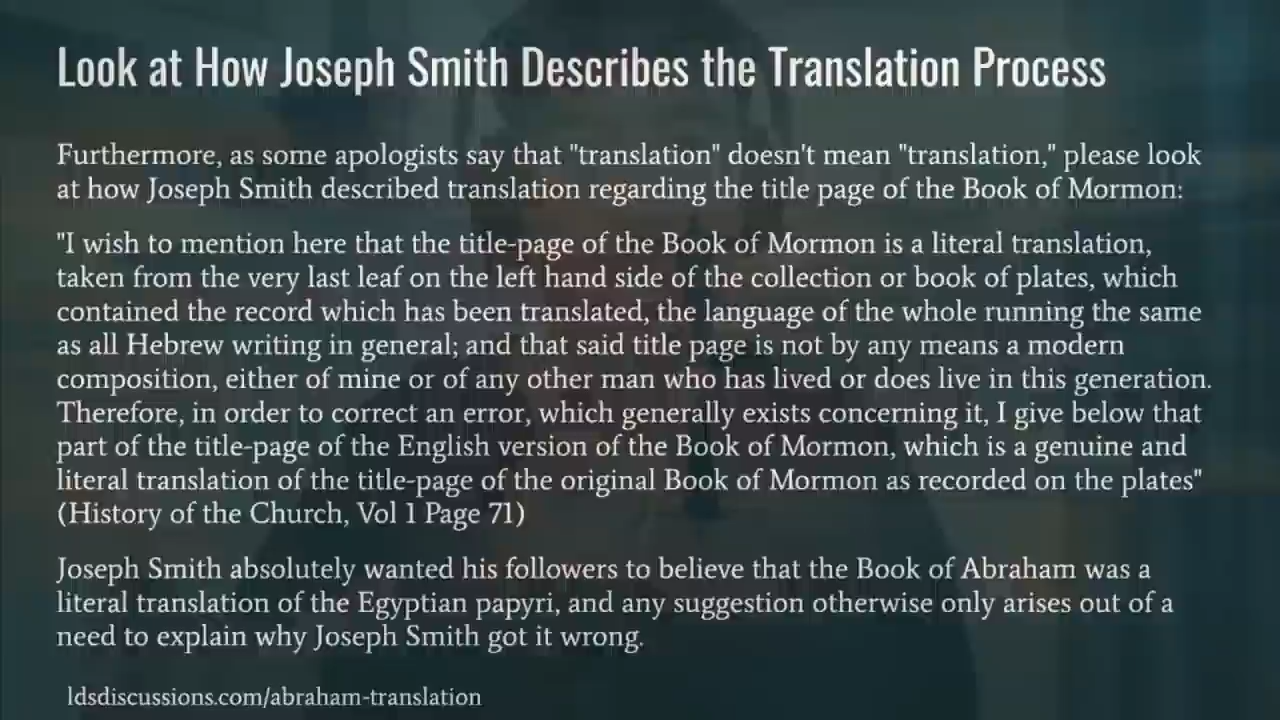 Look at How Joseph Smith Describes the Translation Process
Furthermore, as some apologists say that "translation" doesn't mean "translation," please look
at how Joseph Smith described translation regarding the title page of the Book of Mormon:
"I wish to mention here that the title-page of the Book of Mormon is a literal translation,
taken from the very last leaf on the left hand side of the collection or book of plates, which
contained the record which has been translated, the language of the whole running the same
as all Hebrew writing in general; and that said title page is not by any means a modern
composition, either of mine or of any other man who has lived or does live in this generation.
Therefore, in order to correct an error, which generally exists concerning it, I give below that
part of the title-page of the English version of the Book of Mormon, which is a genuine and
literal translation of the title-page of the original Book of Mormon as recorded on the plates"
(History of the Church, Vol 1 Page 71)
Joseph Smith absolutely wanted his followers to believe that the Book of Abraham was a
literal translation of the Egyptian papyri, and any suggestion otherwise only arises out of a
need to explain why Joseph Smith got it wrong.
ldsdiscussions.com/abraham-translation